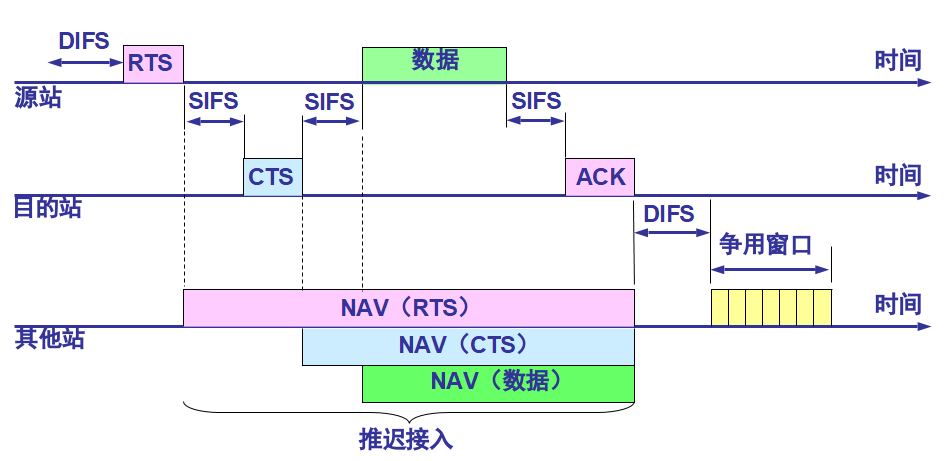 DIFS
RTS
数据
时间
源站
SIFS
SIFS
SIFS
CTS
ACK
时间
目的站
DIFS
争用窗口
NAV（RTS）
时间
其他站
NAV（CTS）
NAV（数据）
推迟接入